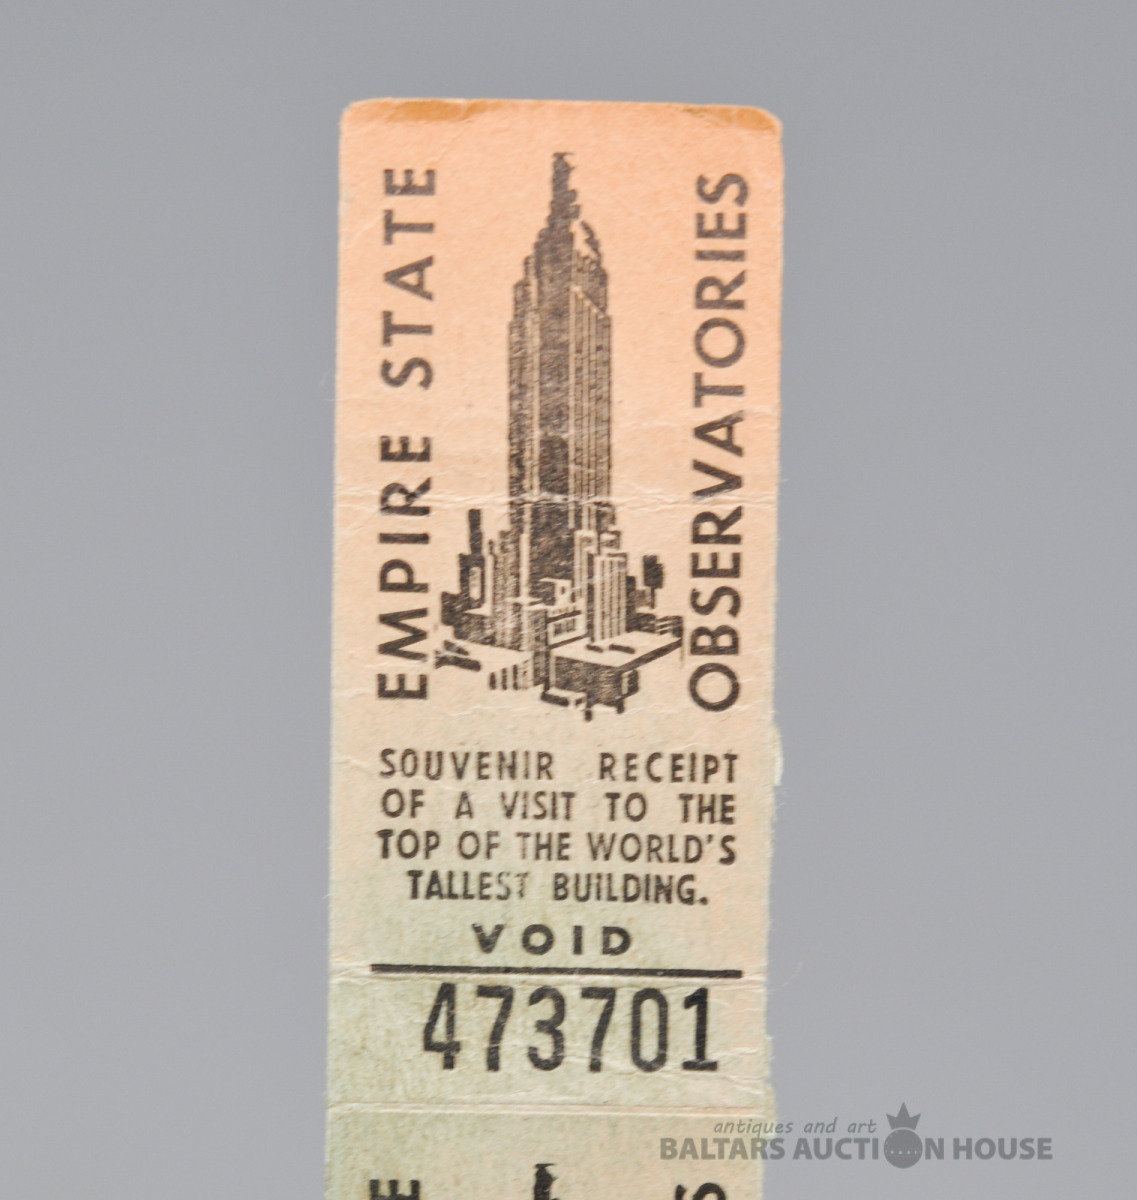 EMPIRE STATE
OBSERVATORIES
SOUVENIR RECEIPT
OF A VISIT TO THE
TOP OF THE WORLD'S
TALLEST BUILDING.
VOID
473701
antiques and art
BALTARS AUCTION HOUSE
E
S